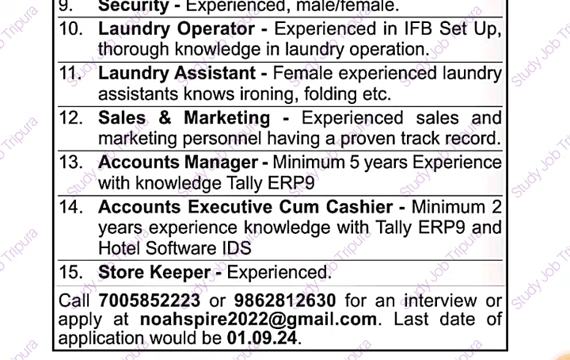 9. Security - Experienced, male/female.
10. Laundry Operator - Experienced in IFB Set Up,
thorough knowledge in laundry operation.
11. Laundry Assistant - Female experienced laundry
assistants knows ironing, folding etc.
12. Sales & Marketing - Experienced sales and
marketing personnel having a proven track record.
13. Accounts Manager - Minimum 5 years Experience
with knowledge Tally ERP9
14. Accounts Executive Cum Cashier - Minimum 2
years experience knowledge with Tally ERP9 and
Hotel Software IDS
15. Store Keeper - Experienced.
Call 7005852223 or 9862812630 for an interview or
apply at noahspire2022@gmail.com. Last date of
application would be 01.09.24.
Study Job Tripura